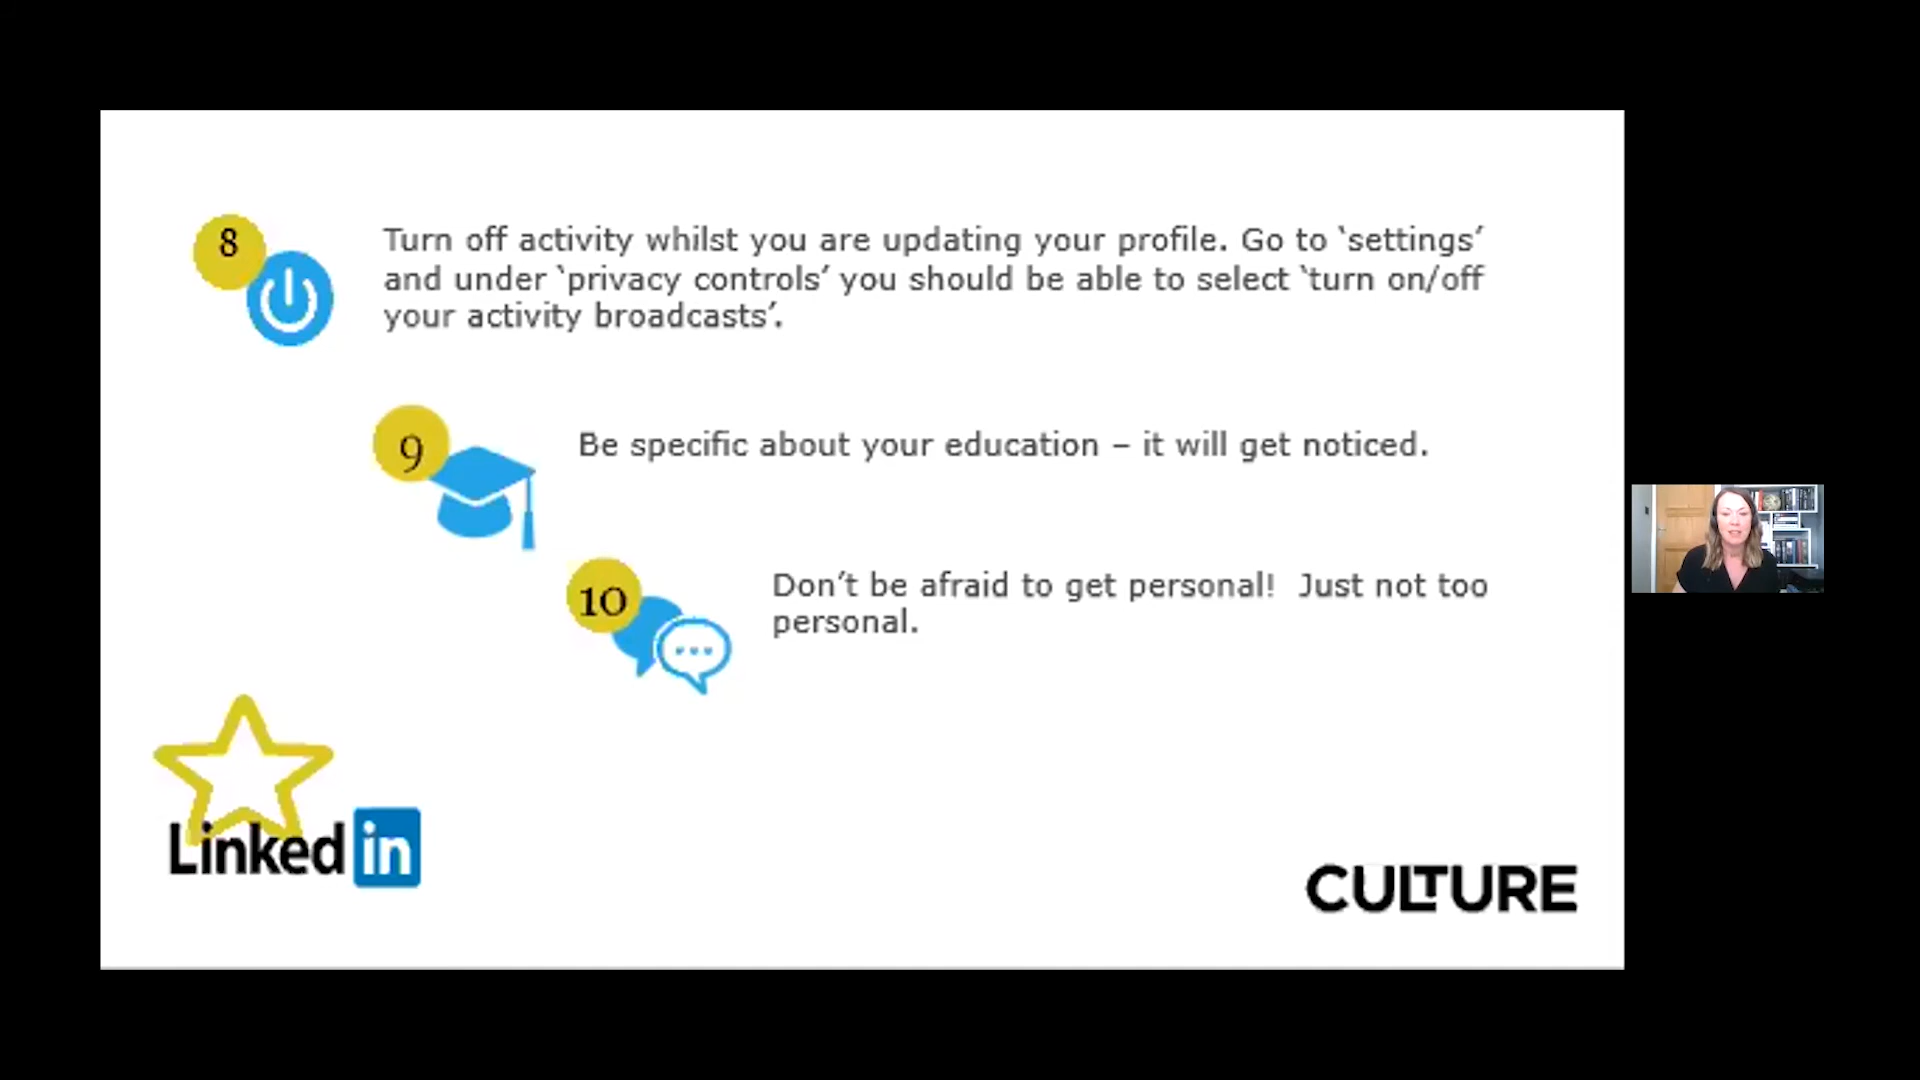 8
Turn off activity whilst you are updating your profile. Go to ‘settings’
and under ‘privacy controls’ you should be able to select ‘turn on/off
your activity broadcasts’.
9
Be specific about your education – it will get noticed.
10
Don’t be afraid to get personal!  Just not too
personal.
Linked in
CULTURE